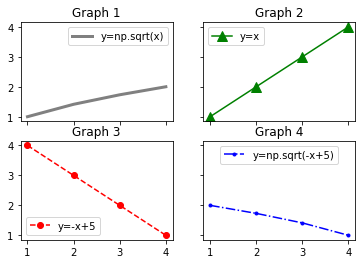 Graph 1
y=np.sqrt(x)
4
3
2
1
Graph 2
y=x
Graph 3
y=-x+5
4
3
2
1
1 2 3 4
Graph 4
y=np.sqrt(-x+5)
1 2 3 4